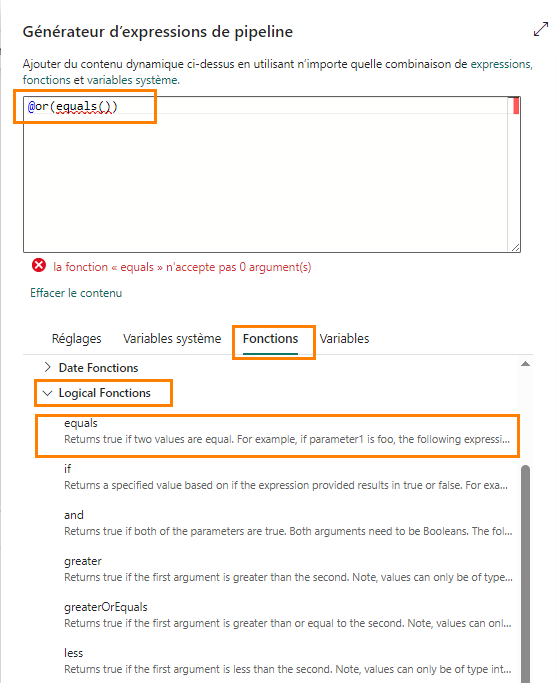 Générateur d'expressions de pipeline
Ajouter du contenu dynamique ci-dessus en utilisant n'importe quelle combinaison de expressions,
fonctions et variables système.
@or(equals())
la fonction « equals » n'accepte pas 0 argument(s)
Effacer le contenu
Réglages Variables système Fonctions Variables
Date Fonctions
Logical Fonctions
equals
Returns true if two values are equal. For example, if parameter1 is foo, the following expressi...
if
Returns a specified value based on if the expression provided results in true or false. For exa...
and
Returns true if both of the parameters are true. Both arguments need to be Booleans. The fol...
greater
Returns true if the first argument is greater than the second. Note, values can only be of type...
greaterOrEquals
Returns true if the first argument is greater than or equal to the second. Note, values can onl...
less
Returns true if the first argument is less than the second. Note, values can only be of type int...